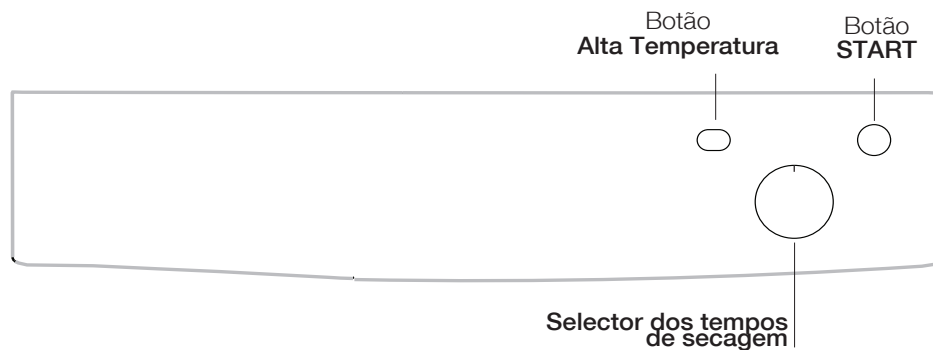 Botão
Alta Temperatura
Botão
START
Selector dos tempos
de secagem